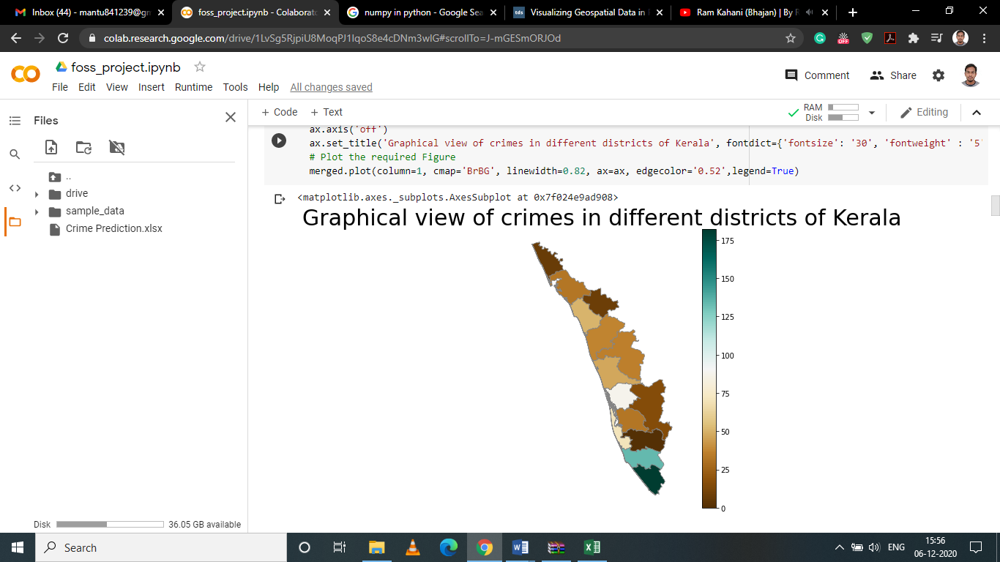 Inbox (44) - mantu841239@gm
foss_project.ipynb - Colaborato
numpy in python - Google Sea
tds
Visualizing Geospatial Data in
Ram Kahani (Bhajan) | By R
colab.research.google.com/drive/1LvSg5RjpiU8MoqPJ1IqoS8e4cDNm3wlG#scrollTo=J-mGESmORJOd
OFF
foss_project.ipynb
Comment
Share
File Edit View Insert Runtime Tools Help All changes saved
Files
+ Code + Text
RAM
Disk
Editing
..
drive
sample_data
Crime Prediction.xlsx
ax.axis('off')
ax.set_title('Graphical view of crimes in different districts of Kerala', fontdict={'fontsize': '30', 'fontweight' : '5'
# Plot the required Figure
merged.plot(column=1, cmap='BrBG', linewidth=0.82, ax=ax, edgecolor='0.52',legend=True)
<matplotlib.axes._subplots.AxesSubplot at 0x7f024e9ad908>
Graphical view of crimes in different districts of Kerala
175
150
125
100
75
50
25
0
Disk
36.05 GB available
Search
ENG
15:56
06-12-2020